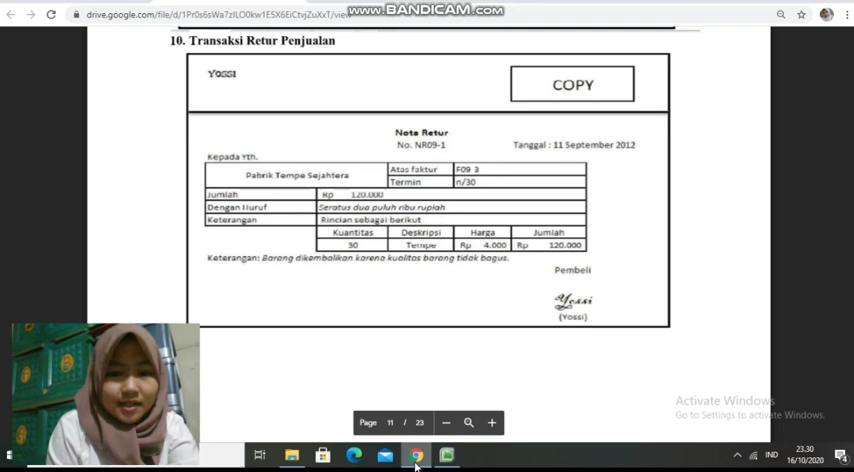 drive.google.com/file/d/1Pr0s6sWa7zILO0kw1E5X6EiCtvjZuXxT/view
www.BANDICAM.com
10. Transaksi Retur Penjualan
YOSSI
COPY
Nota Retur
No. NR09-1
Tanggal : 11 September 2012
Kepada Yth.
Pabrik Tempe Sejahtera
Atas faktur F09 3
Termin n/30
Jumlah Rp 120.000
Dengan Huruf Seratus dua puluh ribu rupiah
Keterangan Rincian sebagai berikut
Kuantitas Deskripsi Harga Jumlah
30 Tempe Rp 4.000 Rp 120.000
Keterangan: Barang dikembalikan karena kualitas barang tidak bagus.
Pembeli
Yossi
(Yossi)
Activate Windows
Go to Settings to activate Windows.
Page 11 / 23
IND
23.30
16/10/2020
4